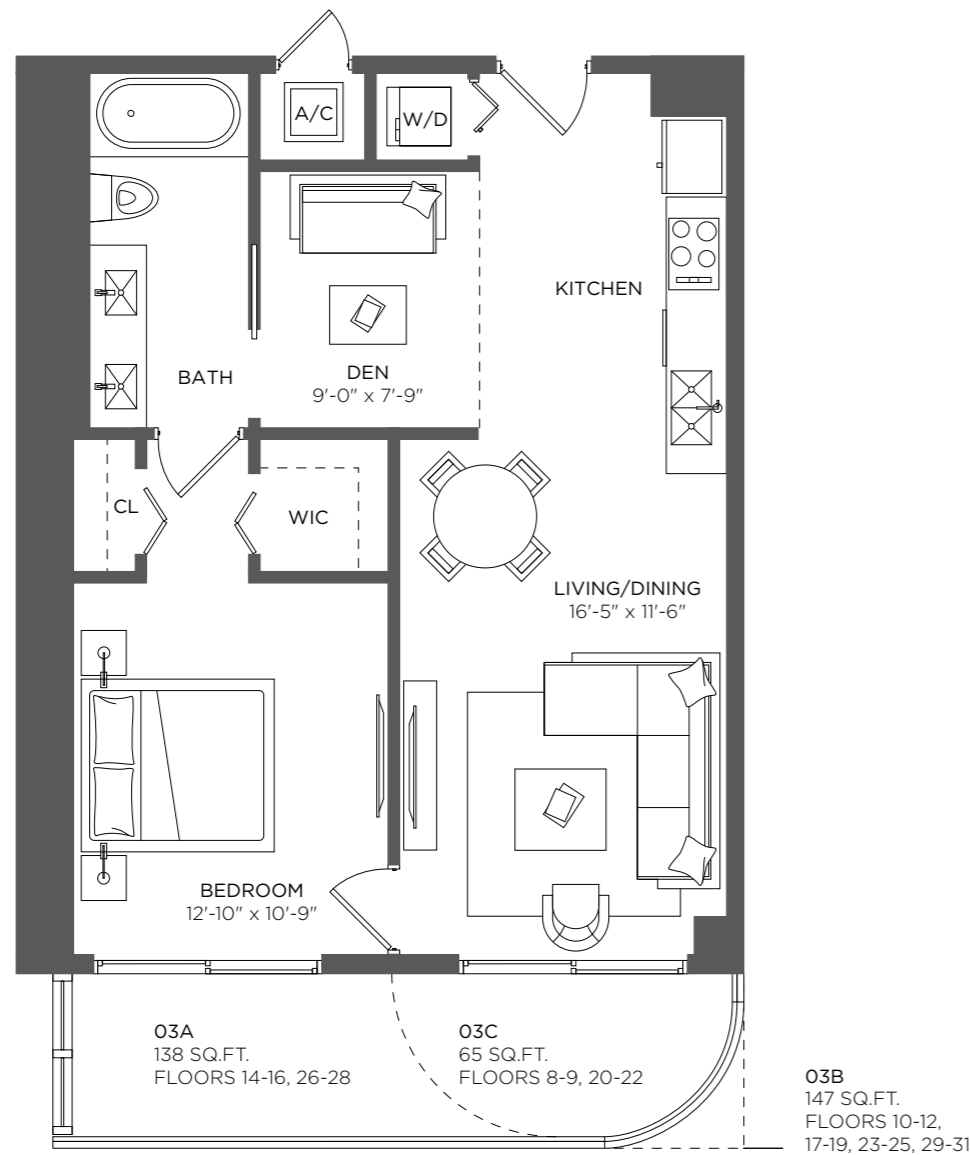 A/C
W/D
KITCHEN
BATH
DEN
9'-0" x 7'-9"
CL
WIC
LIVING/DINING
16'-5" x 11'-6"
BEDROOM
12'-10" x 10'-9"
03A
138 SQ.FT.
FLOORS 14-16, 26-28
03C
65 SQ.FT.
FLOORS 8-9, 20-22
03B
147 SQ.FT.
FLOORS 10-12,
17-19, 23-25, 29-31